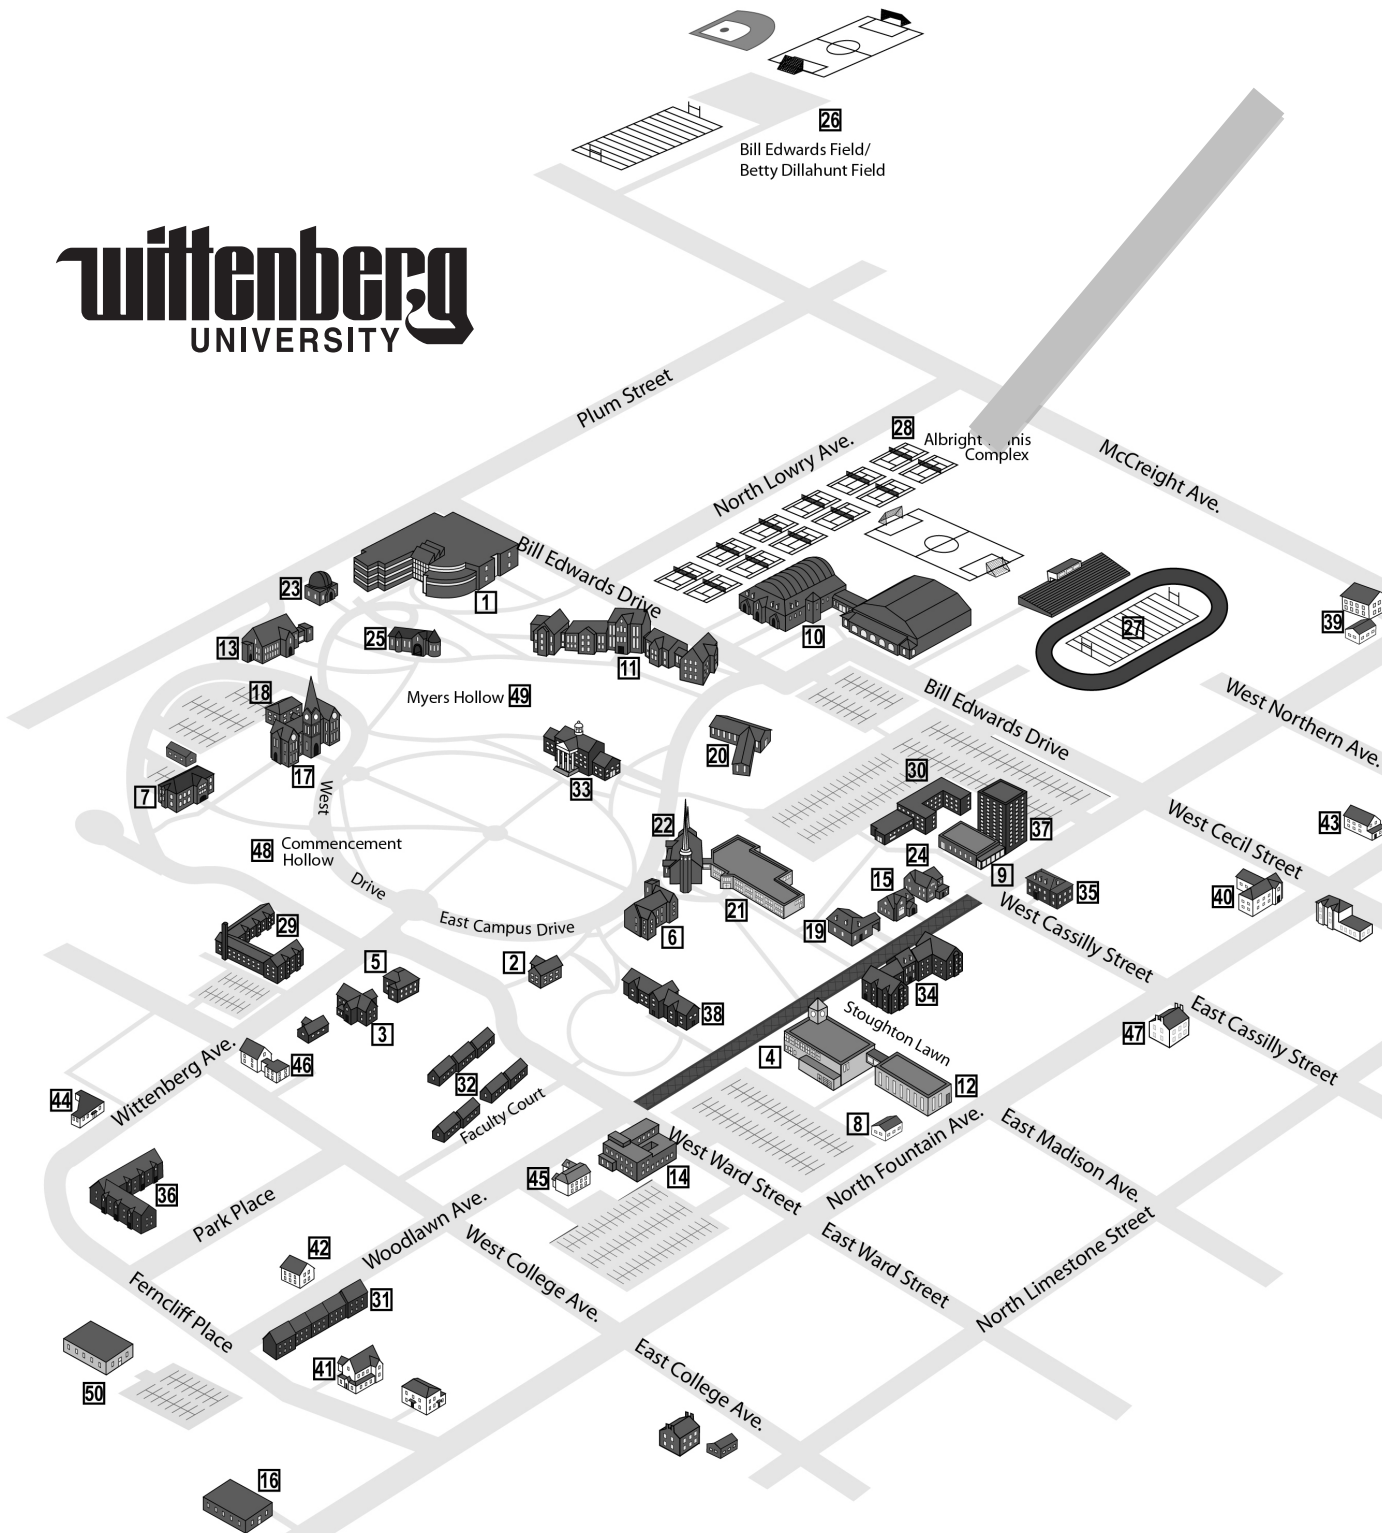 26
Bill Edwards Field/
Betty Dillahunt Field
wittenberg
UNIVERSITY
Plum Street
North Lowry Ave.
28
Albright
Complex
McCreight Ave.
Bill Edwards Drive
23
1
13
25
11
10
27
39
18
Myers Hollow 49
20
Bill Edwards Drive
West Northern Ave.
17
7
33
30
West
22
37
West Cecil Street
43
48
Commencement
Hollow
Drive
24
9
15
35
40
29
East Campus Drive
21
6
19
West Cassilly Street
5
2
34
38
3
Stoughton Lawn
47
East Cassilly Street
46
4
32
12
44
Wittenberg Ave.
Faculty Court
8
North Fountain Ave.
East Madison Ave.
West Ward Street
45
14
36
Park Place
Woodlawn Ave.
West College Ave.
East Ward Street
North Limestone Street
42
31
Ferncliff Place
41
50
East College Ave.
16